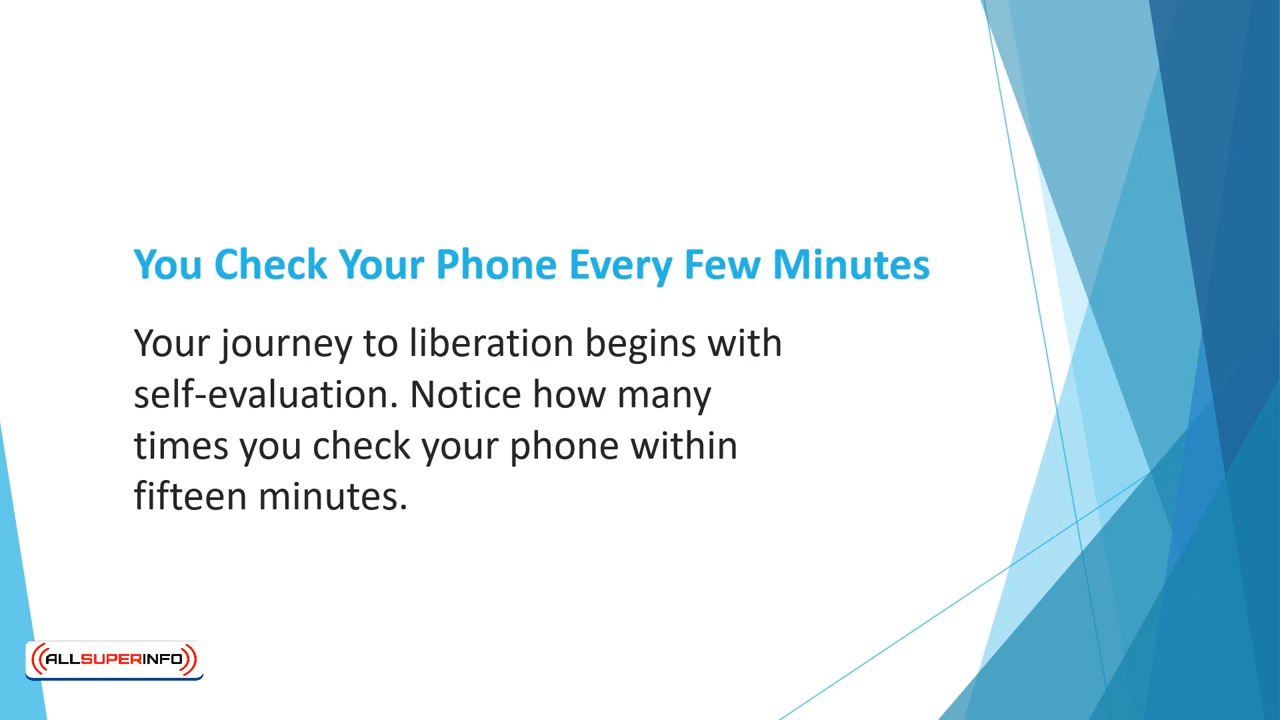 You Check Your Phone Every Few Minutes
Your journey to liberation begins with
self-evaluation. Notice how many
times you check your phone within
fifteen minutes.
ALLSUPERINFO